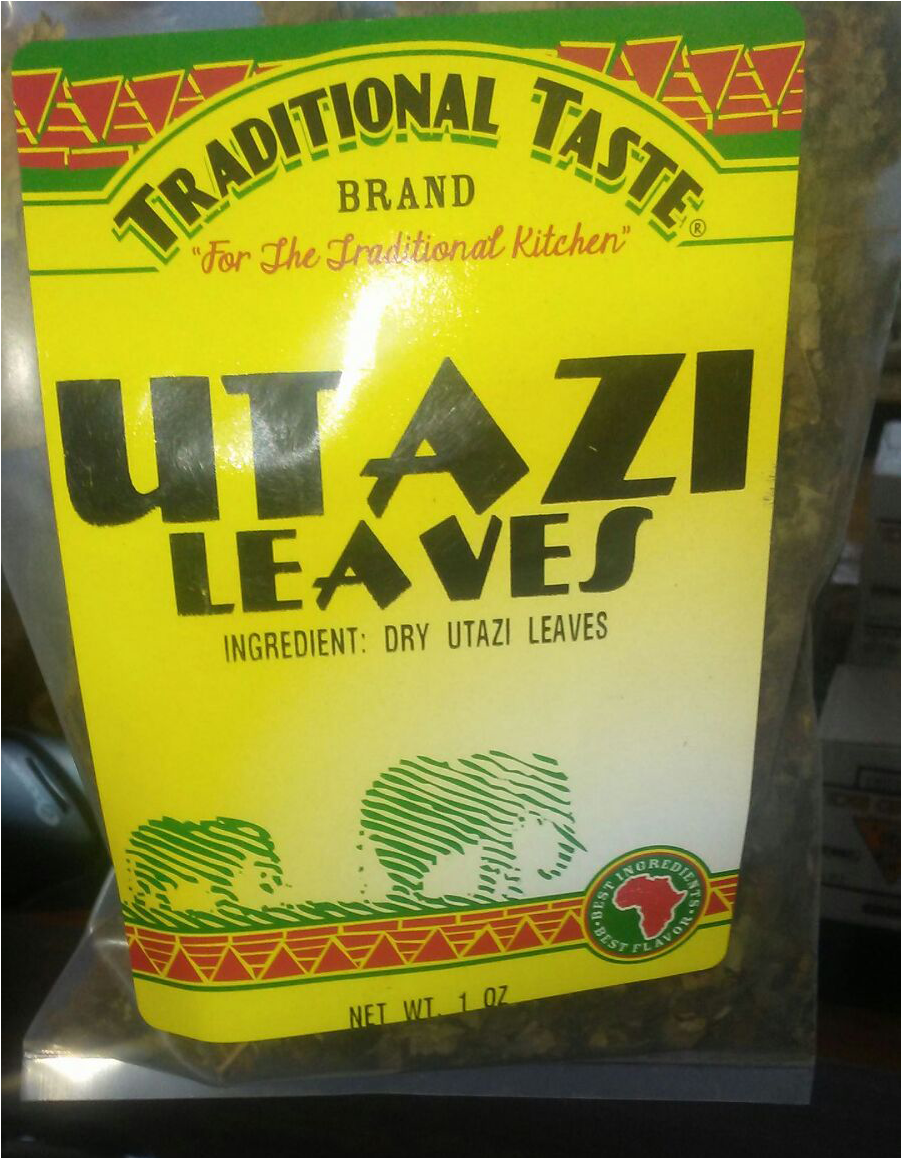 TRADITIONAL TASTE®
BRAND
"For The Traditional Kitchen"
UTAZI
LEAVES
INGREDIENT: DRY UTAZI LEAVES
BEST INGREDIENTS
·BEST FLAVOR·
NET WT. 1 OZ